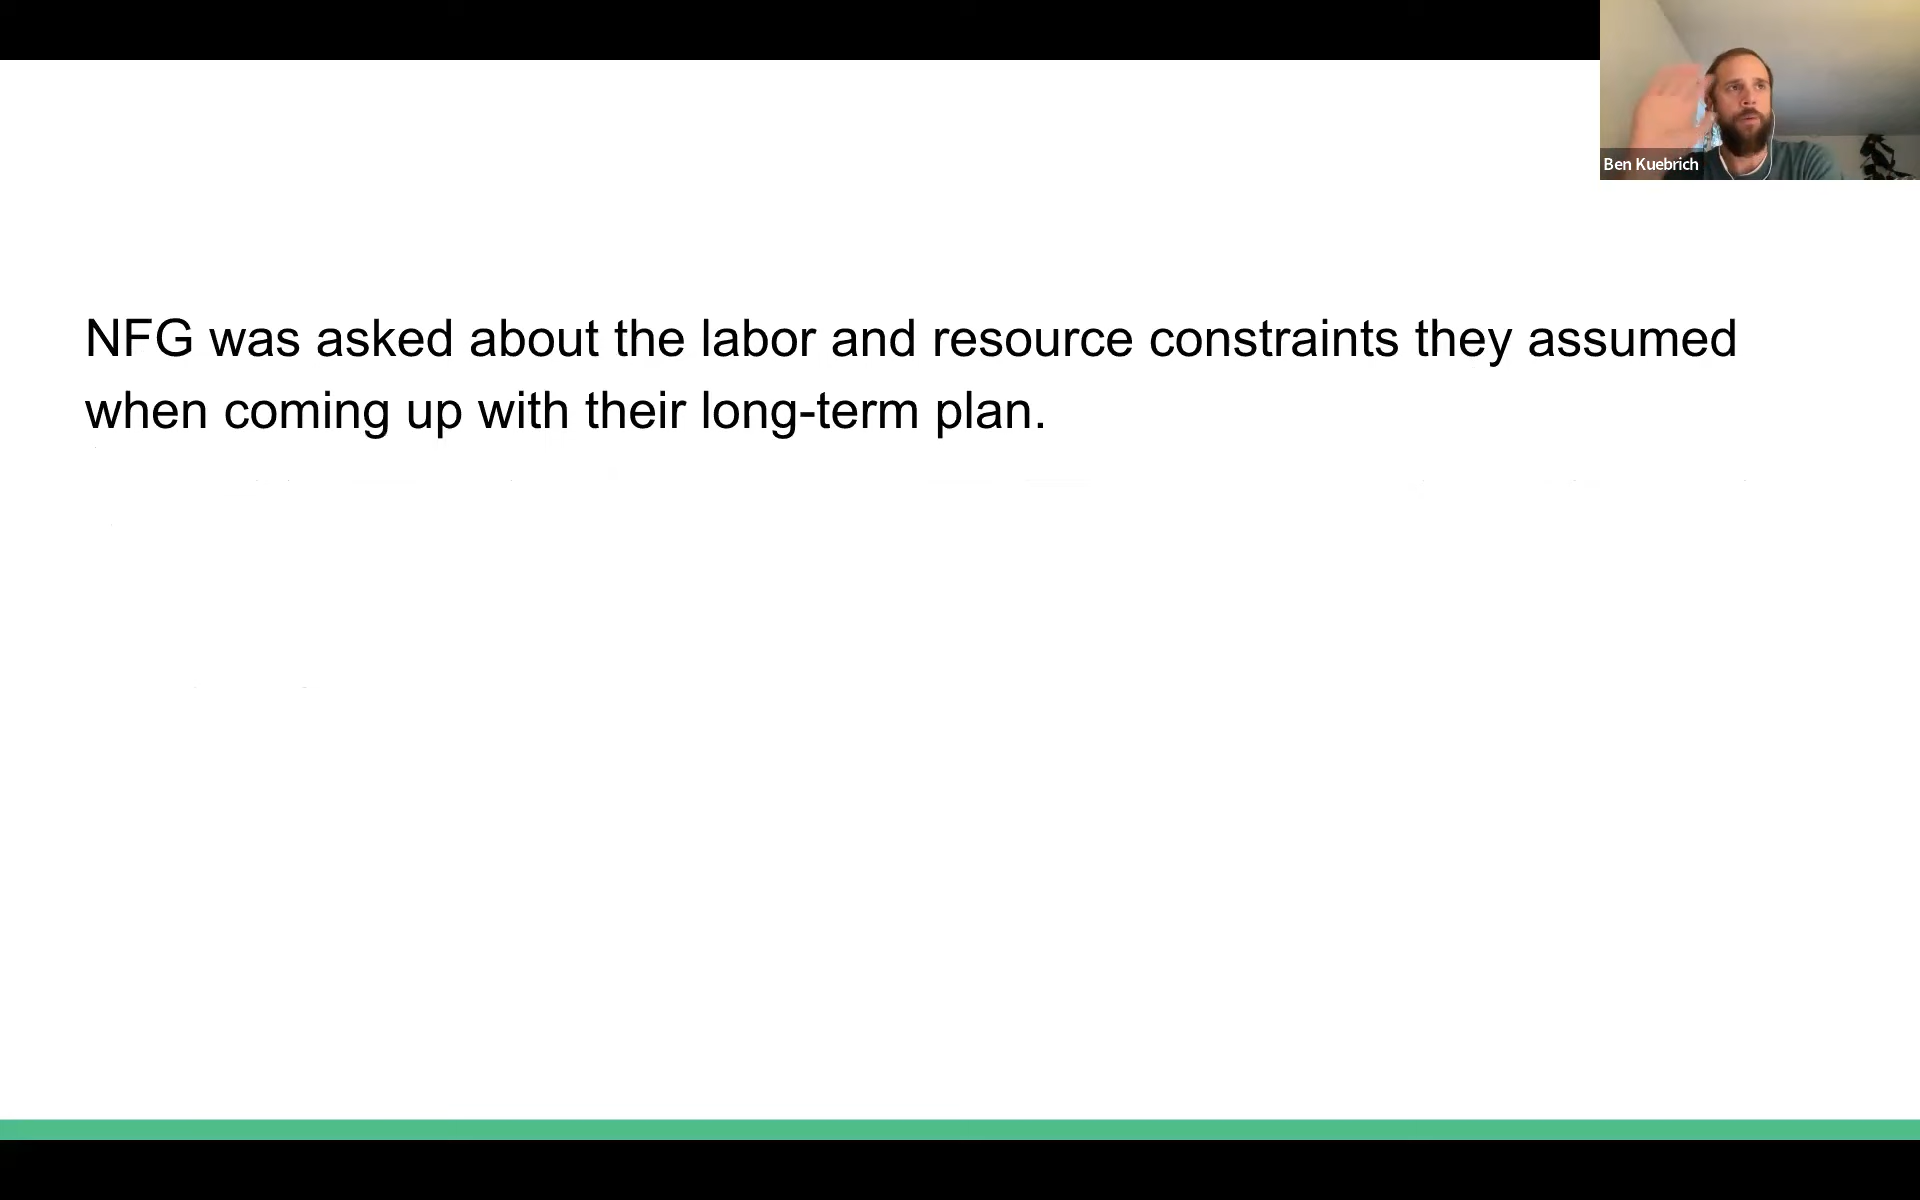 Ben Kuebrich
NFG was asked about the labor and resource constraints they assumed
when coming up with their long-term plan.